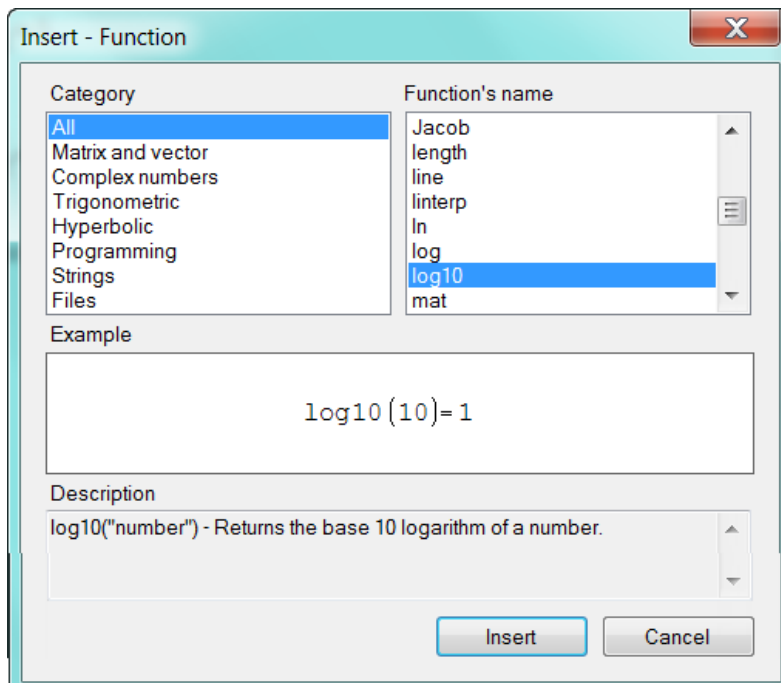 Insert - Function
Category
All
Matrix and vector
Complex numbers
Trigonometric
Hyperbolic
Programming
Strings
Files
Function's name
Jacob
length
line
linterp
ln
log
log10
mat
Example
log10(10)=1
Description
log10("number") - Returns the base 10 logarithm of a number.
Insert
Cancel